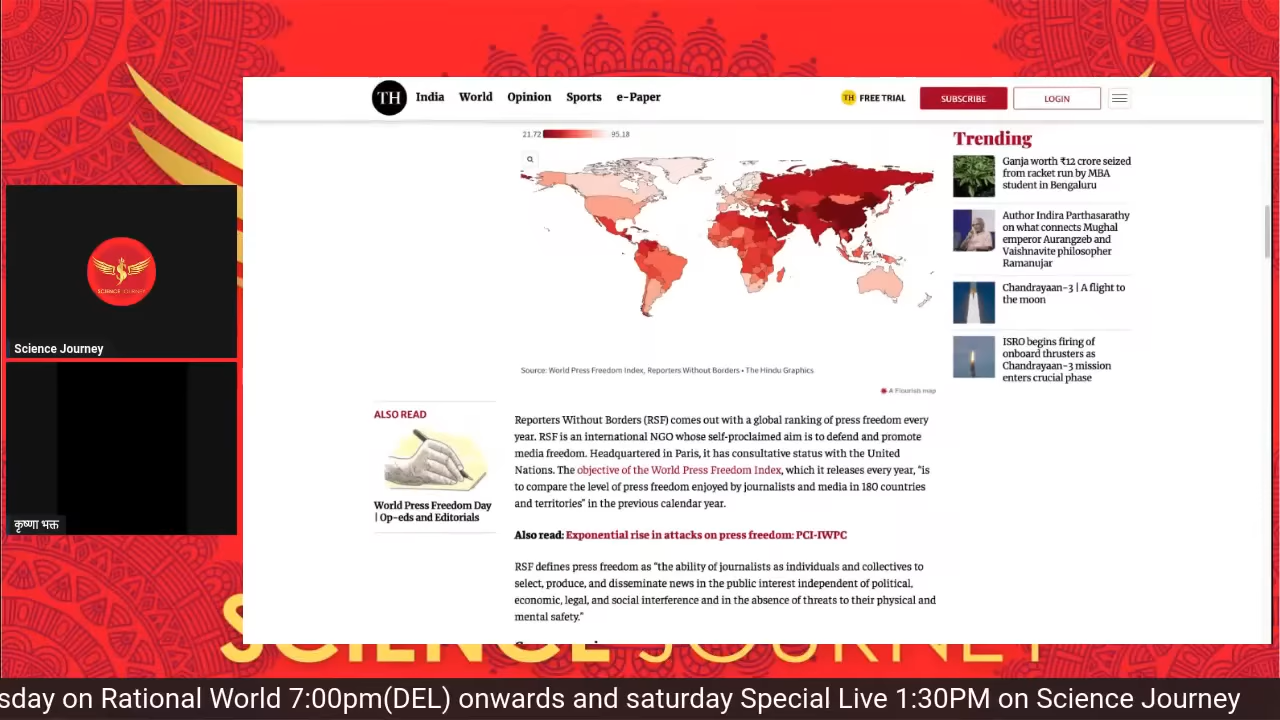 TH
India World Opinion Sports e-Paper
TH FREE TRIAL
SUBSCRIBE
LOGIN
21.72 95.18
Source: World Press Freedom Index, Reporters Without Borders • The Hindu Graphics
A Flourish map
ALSO READ
World Press Freedom Day
| Op-eds and Editorials
Reporters Without Borders (RSF) comes out with a global ranking of press freedom every
year. RSF is an international NGO whose self-proclaimed aim is to defend and promote
media freedom. Headquartered in Paris, it has consultative status with the United
Nations. The objective of the World Press Freedom Index, which it releases every year, "is
to compare the level of press freedom enjoyed by journalists and media in 180 countries
and territories" in the previous calendar year.
Also read: Exponential rise in attacks on press freedom: PCI-IWPC
RSF defines press freedom as "the ability of journalists as individuals and collectives to
select, produce, and disseminate news in the public interest independent of political,
economic, legal, and social interference and in the absence of threats to their physical and
mental safety."
Trending
Ganja worth ₹12 crore seized
from racket run by MBA
student in Bengaluru
Author Indira Parthasarathy
on what connects Mughal
emperor Aurangzeb and
Vaishnavite philosopher
Ramanujar
Chandrayaan-3 | A flight to
the moon
ISRO begins firing of
onboard thrusters as
Chandrayaan-3 mission
enters crucial phase
SCIENCE JOURNEY
Science Journey
कृष्णा भक्त
SCIENCE JOURNEY
sday on Rational World 7:00pm(DEL) onwards and saturday Special Live 1:30PM on Science Journey